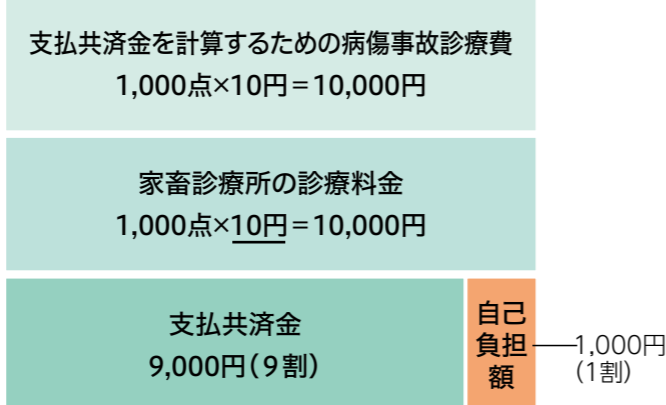 支払共済金を計算するための病傷事故診療費
1,000点×10円=10,000円
家畜診療所の診療料金
1,000点×10円=10,000円
支払共済金
9,000円(9割)
自己
負担
額
1,000円
(1割)